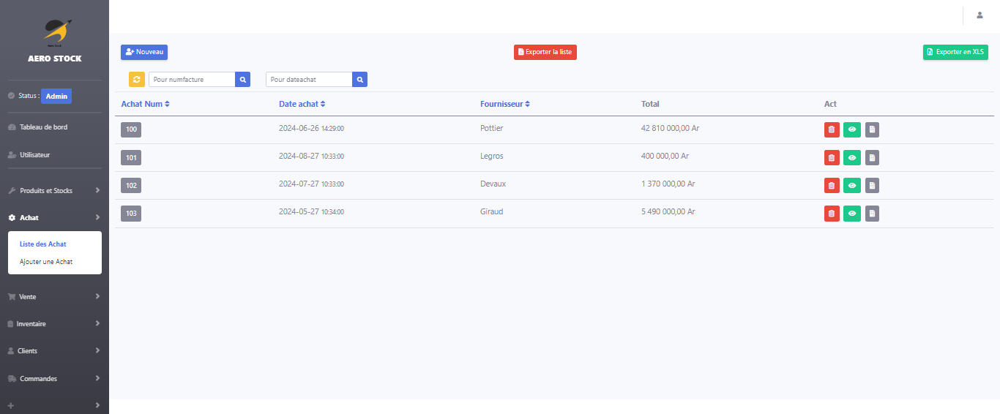 AERO STOCK
Status : Admin
Tableau de bord
Utilisateur
Produits et Stocks
Achat
Liste des Achat
Ajouter une Achat
Vente
Inventaire
Clients
Commandes
Nouveau
Exporter la liste
Exporter en XLS
Pour numfacture
Pour dateachat
Achat Num Date achat Fournisseur Total Act
100 2024-06-26 14:29:00 Pottier 42 810 000,00 Ar
101 2024-08-27 10:33:00 Legros 400 000,00 Ar
102 2024-07-27 10:33:00 Devaux 1 370 000,00 Ar
103 2024-05-27 10:34:00 Giraud 5 490 000,00 Ar